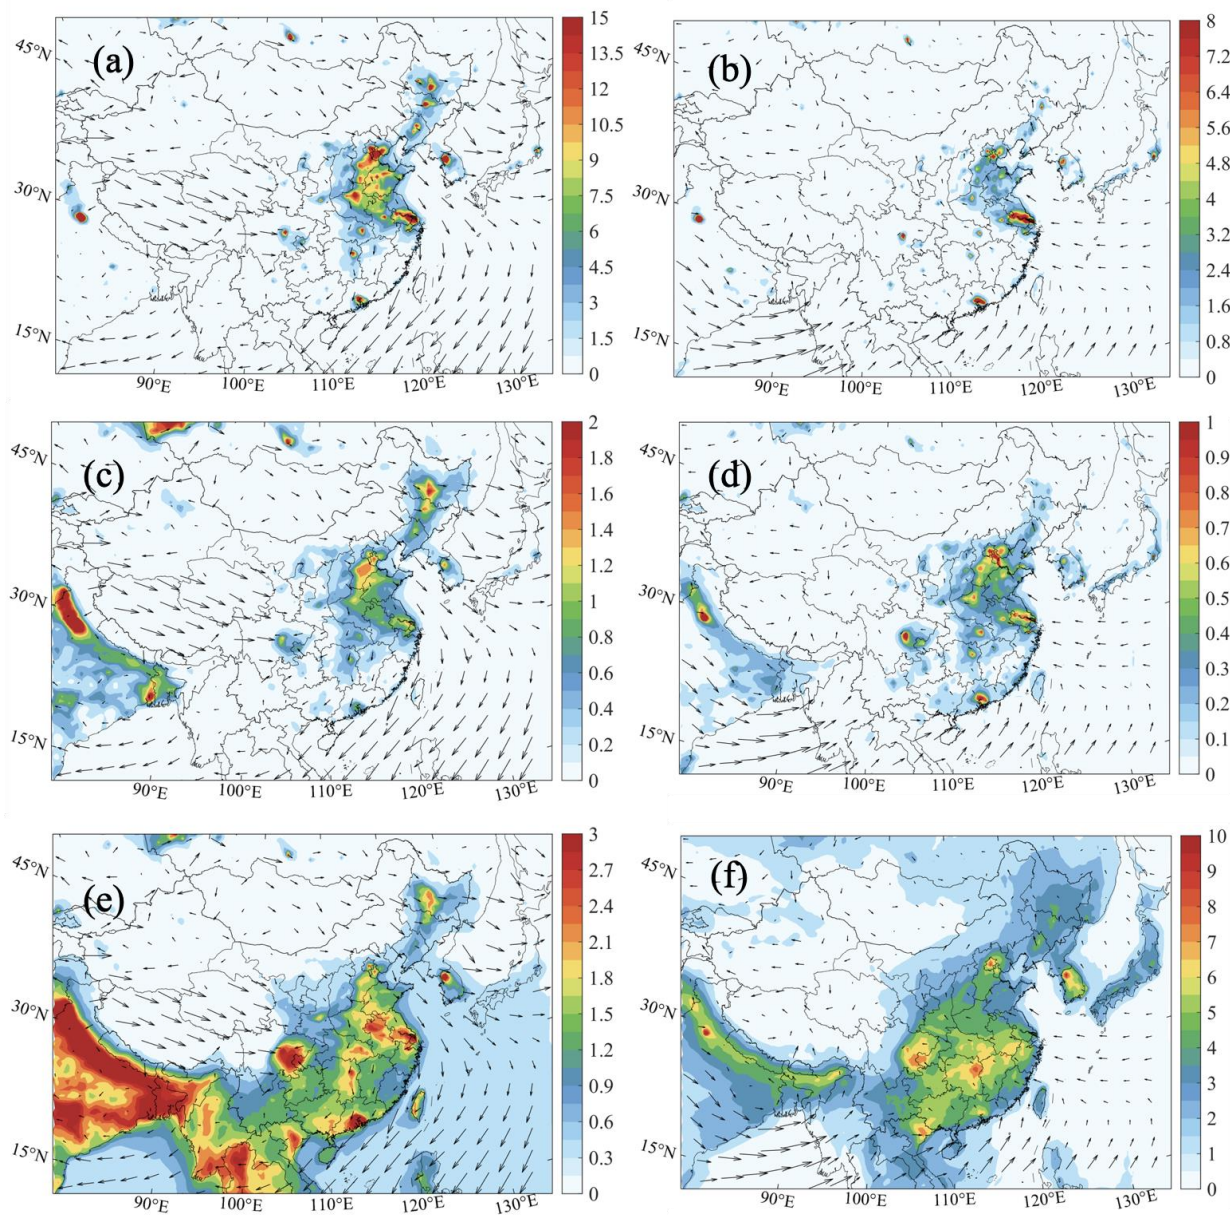 (a)
45°N
30°N
15°N
90°E 100°E 110°E 120°E 130°E
15
13.5
12
10.5
9
7.5
6
4.5
3
1.5
0
(b)
45°N
30°N
15°N
90°E 100°E 110°E 120°E 130°E
8
7.2
6.4
5.6
4.8
4
3.2
2.4
1.6
0.8
0
(c)
45°N
30°N
15°N
90°E 100°E 110°E 120°E 130°E
2
1.8
1.6
1.4
1.2
1
0.8
0.6
0.4
0.2
0
(d)
45°N
30°N
15°N
90°E 100°E 110°E 120°E 130°E
1
0.9
0.8
0.7
0.6
0.5
0.4
0.3
0.2
0.1
0
(e)
45°N
30°N
15°N
90°E 100°E 110°E 120°E 130°E
3
2.7
2.4
2.1
1.8
1.5
1.2
0.9
0.6
0.3
0
(f)
45°N
30°N
15°N
90°E 100°E 110°E 120°E 130°E
10
9
8
7
6
5
4
3
2
1
0